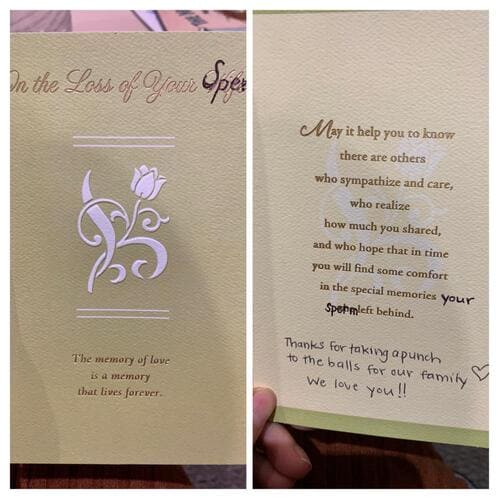 On the Loss of Your Sper
The memory of love
is a memory
that lives forever.
May it help you to know
there are others
who sympathize and care,
who realize
how much you shared,
and who hope that in time
you will find some comfort
in the special memories your
Sperm left behind.
Thanks for taking a punch
to the balls for our family
We love you!!